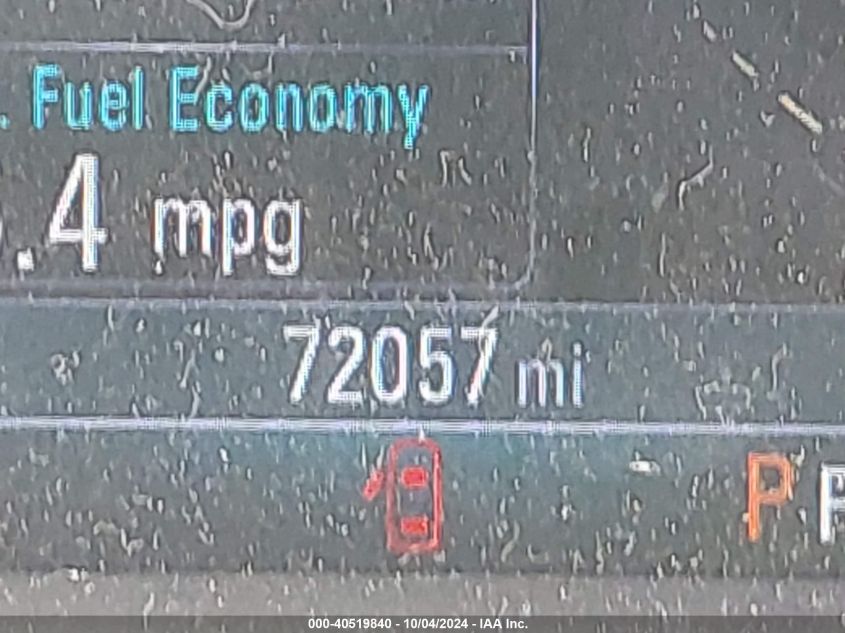 . Fuel Economy
.4 mpg
72057 mi
P
000-40519840 - 10/04/2024 - IAA Inc.